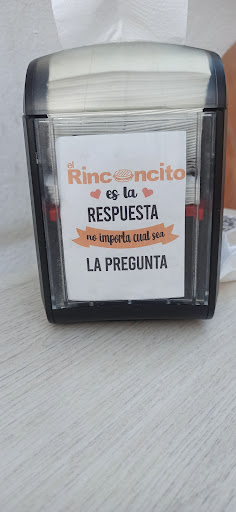 el
Rinconcito
es la
RESPUESTA
no importa cual sea
LA PREGUNTA